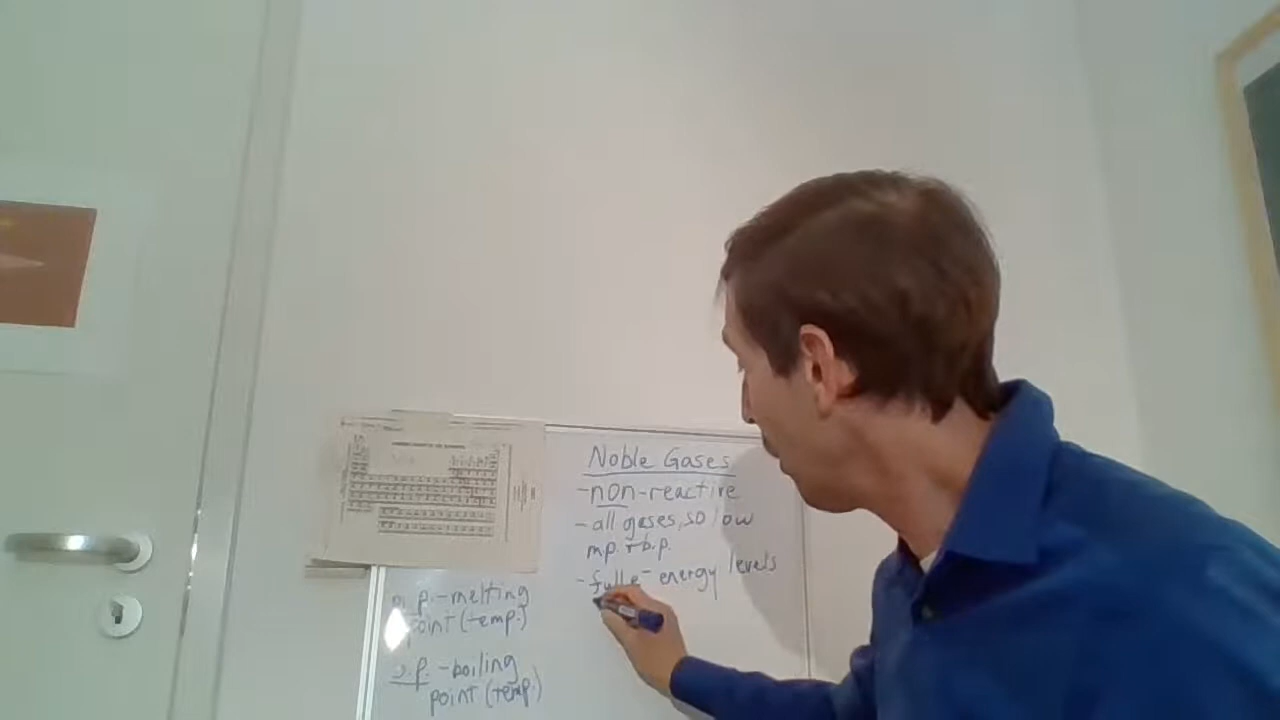 Noble Gases
-non-reactive
-all gases, so low
mp. + b.p.
-full e⁻ energy levels
m.p.-melting
point (temp.)
b.p.-boiling
point (temp.)